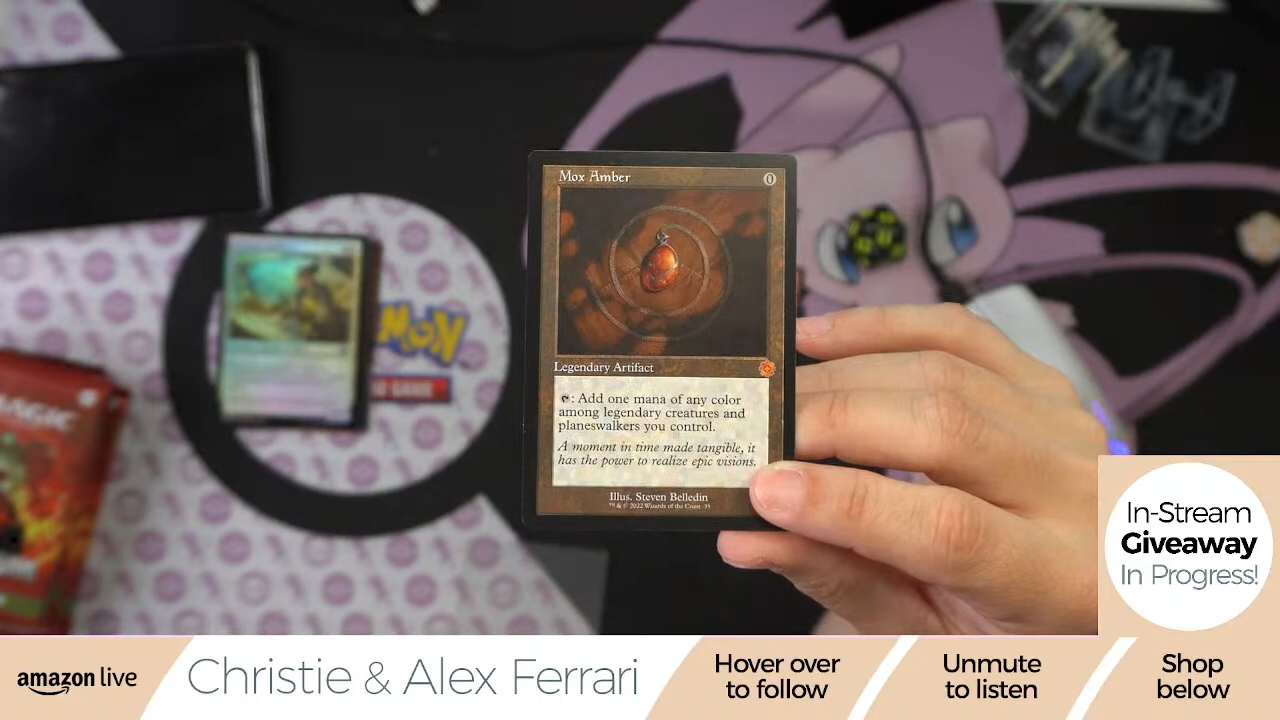 Mox Amber
0
Legendary Artifact
: Add one mana of any color
among legendary creatures and
planeswalkers you control.
A moment in time made tangible, it
has the power to realize epic visions.
Illus. Steven Belledin
™ & © 2022 Wizards of the Coast 35
In-Stream
Giveaway
In Progress!
amazon live
Christie & Alex Ferrari
Hover over
to follow
Unmute
to listen
Shop
below